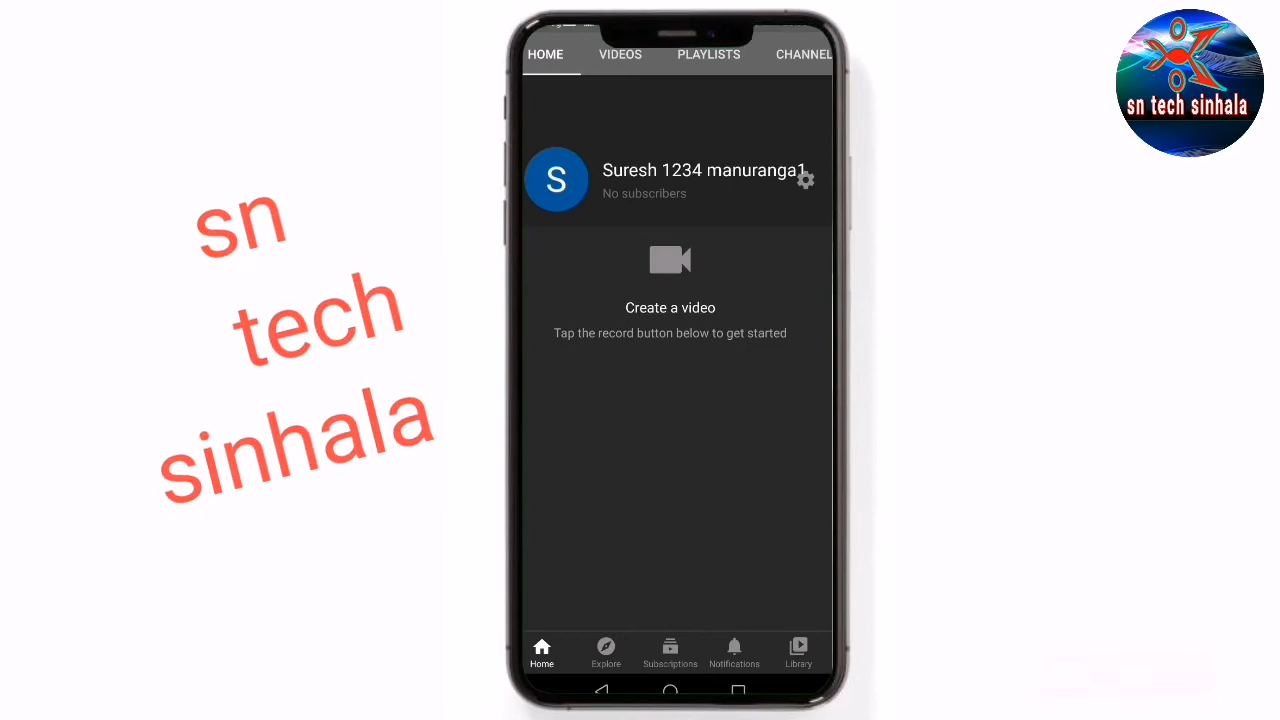 HOME VIDEOS PLAYLISTS CHANNEL
sn tech sinhala
Suresh 1234 manuranga1
S
No subscribers
sn
tech
sinhala
Create a video
Tap the record button below to get started
Home Explore Subscriptions Notifications Library